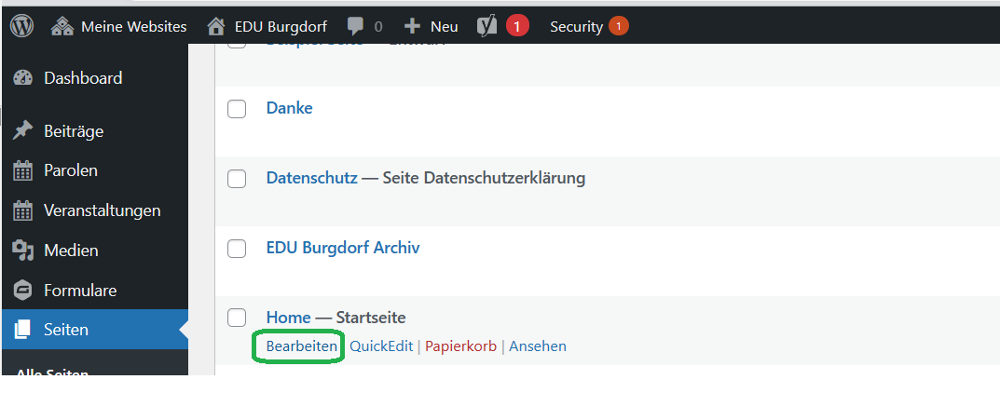 Meine Websites EDU Burgdorf 0 Neu 1 Security 1
Dashboard
Beiträge
Parolen
Veranstaltungen
Medien
Formulare
Seiten
Alle Seiten
Danke
Datenschutz — Seite Datenschutzerklärung
EDU Burgdorf Archiv
Home — Startseite
Bearbeiten QuickEdit | Papierkorb | Ansehen